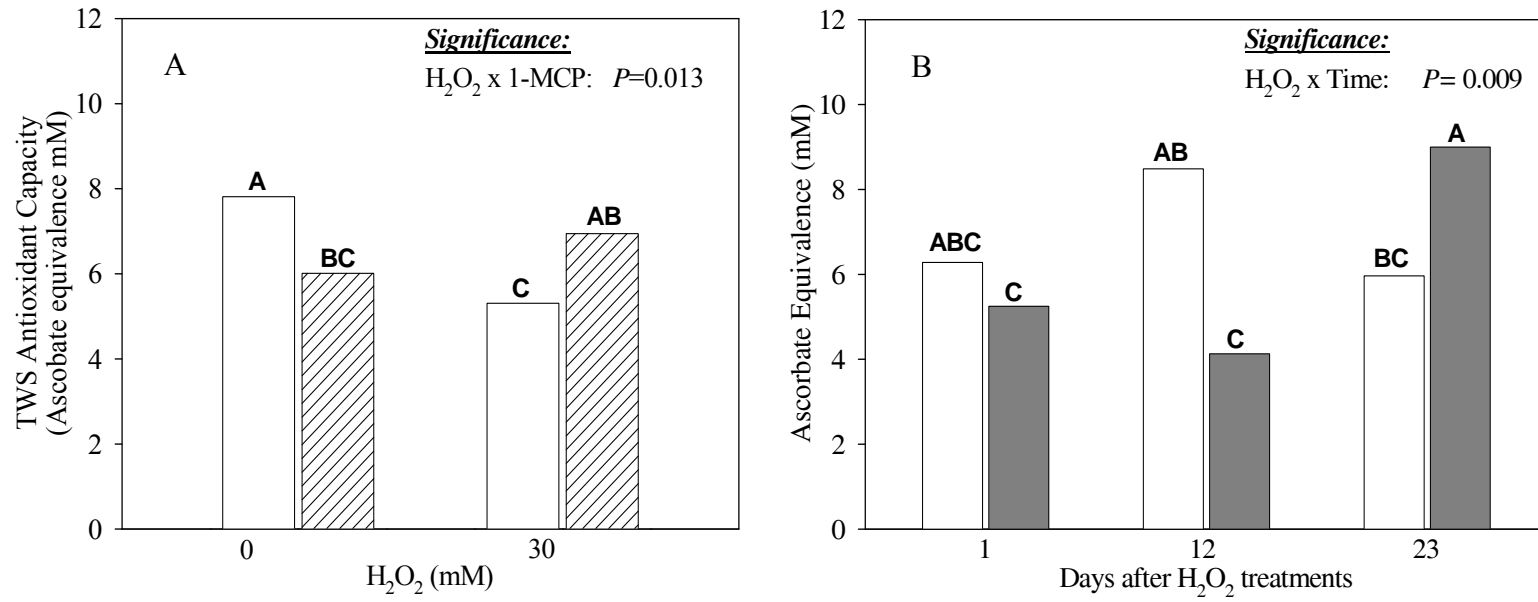 A
Significance:
H₂O₂ x 1-MCP: P=0.013
TWS Antioxidant Capacity
(Ascobate equivalence mM)
12
10
8
6
4
2
0
A
BC
C
AB
0
30
H₂O₂ (mM)
B
Significance:
H₂O₂ x Time: P= 0.009
Ascorbate Equivalence (mM)
12
10
8
6
4
2
0
ABC
C
AB
C
BC
A
1
12
23
Days after H₂O₂ treatments